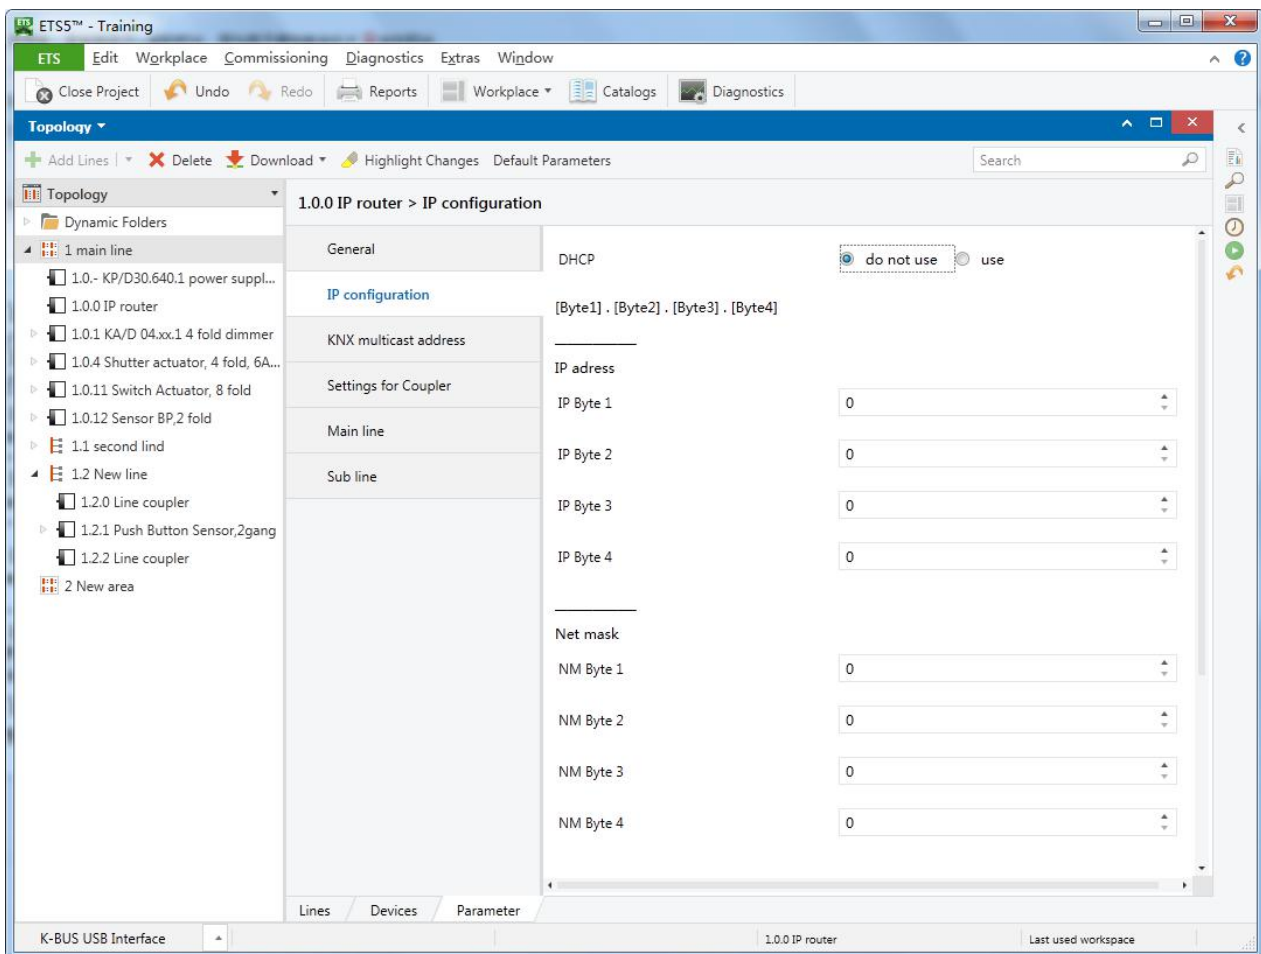 ETS5™ - Training
ETS Edit Workplace Commissioning Diagnostics Extras Window
Close Project Undo Redo Reports Workplace Catalogs Diagnostics
Topology
Add Lines Delete Download Highlight Changes Default Parameters Search
Topology
Dynamic Folders
1 main line
1.0.- KP/D30.640.1 power suppl...
1.0.0 IP router
1.0.1 KA/D 04.xx.1 4 fold dimmer
1.0.4 Shutter actuator, 4 fold, 6A...
1.0.11 Switch Actuator, 8 fold
1.0.12 Sensor BP,2 fold
1.1 second lind
1.2 New line
1.2.0 Line coupler
1.2.1 Push Button Sensor,2gang
1.2.2 Line coupler
2 New area
1.0.0 IP router > IP configuration
General
IP configuration
KNX multicast address
Settings for Coupler
Main line
Sub line
DHCP do not use use
[Byte1] . [Byte2] . [Byte3] . [Byte4]
IP adress
IP Byte 1 0
IP Byte 2 0
IP Byte 3 0
IP Byte 4 0
Net mask
NM Byte 1 0
NM Byte 2 0
NM Byte 3 0
NM Byte 4 0
Lines Devices Parameter
K-BUS USB Interface 1.0.0 IP router Last used workspace